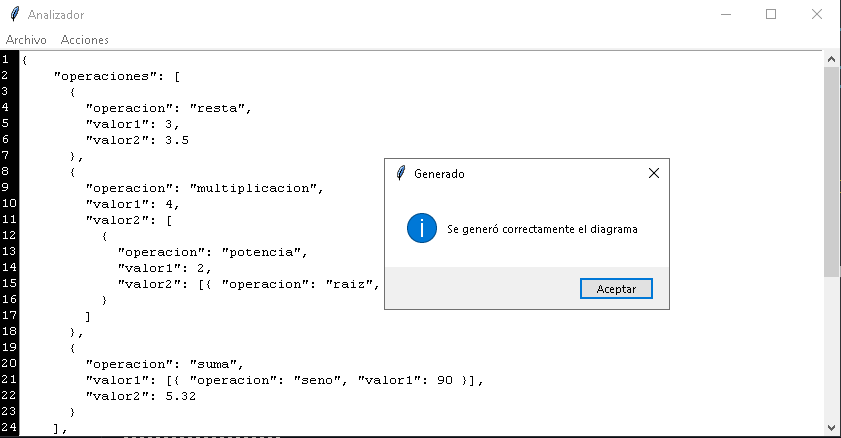 Analizador
Archivo Acciones
1 {
2 "operaciones": [
3 {
4 "operacion": "resta",
5 "valor1": 3,
6 "valor2": 3.5
7 },
8 {
9 "operacion": "multiplicacion",
10 "valor1": 4,
11 "valor2": [
12 {
13 "operacion": "potencia",
14 "valor1": 2,
15 "valor2": [{ "operacion": "raiz",
16 }
17 ]
18 },
19 {
20 "operacion": "suma",
21 "valor1": [{ "operacion": "seno", "valor1": 90 }],
22 "valor2": 5.32
23 }
24 ],
Generado
Se generó correctamente el diagrama
Aceptar